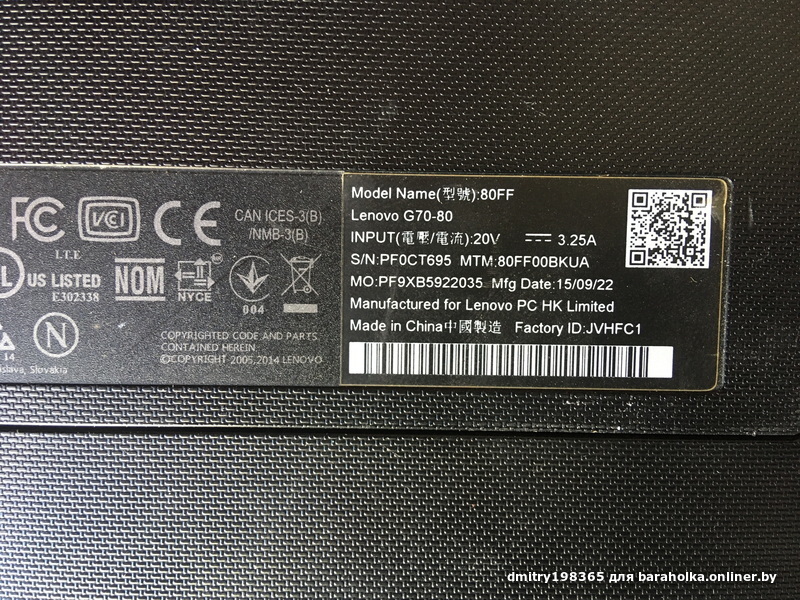 FC VCI CE CAN ICES-3(B)
/NMB-3(B)
I.T.E
US LISTED
E302338
NOM
NYCE
004
N
14
Slovakia
COPYRIGHTED CODE AND PARTS
CONTAINED HEREIN.
©COPYRIGHT 2005,2014 LENOVO
Model Name(型號):80FF
Lenovo G70-80
INPUT(電壓/電流):20V 3.25A
S/N:PF0CT695 MTM:80FF00BKUA
MO:PF9XB5922035 Mfg Date:15/09/22
Manufactured for Lenovo PC HK Limited
Made in China中國製造 Factory ID:JVHFC1
dmitry198365 для baraholka.onliner.by